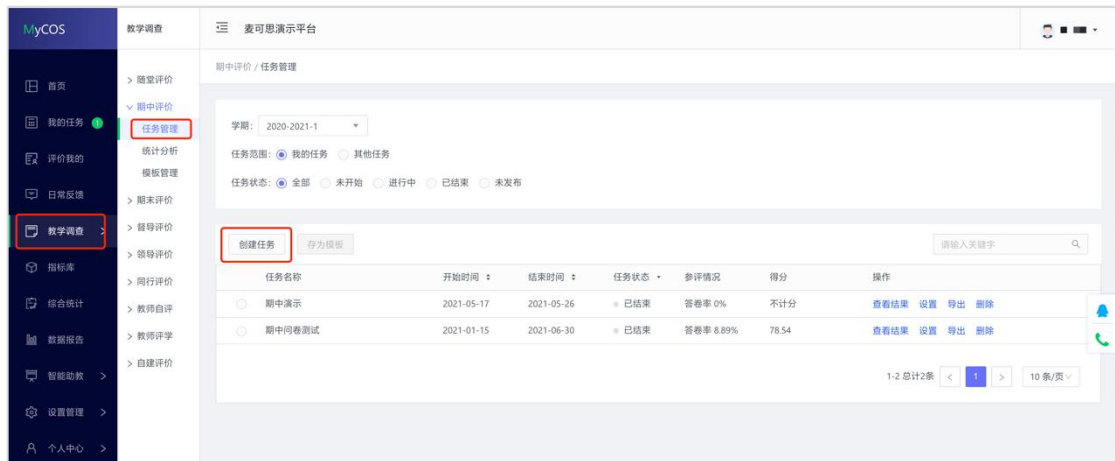 MyCOS
首页
我的任务 1
评价我的
日常反馈
教学调查 >
指标库
综合统计
数据报告
智能助教 >
设置管理 >
个人中心 >
教学调查
> 随堂评价
期中评价
任务管理
统计分析
模板管理
> 期末评价
> 督导评价
> 领导评价
> 同行评价
> 教师自评
> 教师评学
> 自建评价
麦可思演示平台
期中评价 / 任务管理
学期: 2020-2021-1
任务范围: 我的任务 其他任务
任务状态: 全部 未开始 进行中 已结束 未发布
创建任务 存为模板 请输入关键字
任务名称 开始时间 结束时间 任务状态 参评情况 得分 操作
期中演示 2021-05-17 2021-05-26 已结束 答卷率 0% 不计分 查看结果 设置 导出 删除
期中问卷测试 2021-01-15 2021-06-30 已结束 答卷率 8.89% 78.54 查看结果 设置 导出 删除
1-2 总计2条 < 1 > 10 条/页